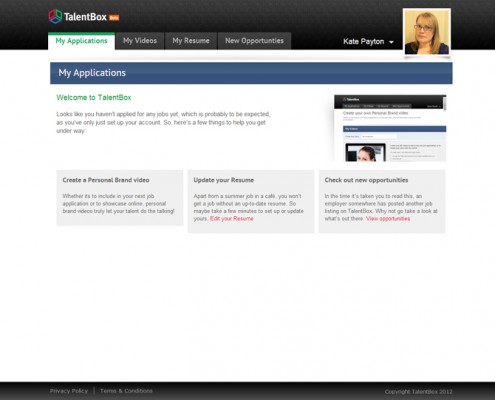 TalentBox Beta
My Applications My Videos My Resume New Opportunties Kate Payton
My Applications
Welcome to TalentBox
Looks like you haven't applied for any jobs yet, which is probably to be expected,
as you've only just set up your account. So, here's a few things to help you get
under way:
Create a Personal Brand video
Whether its to include in your next job
application or to showcase online, personal
brand videos truly let your talent do the talking!
Update your Resume
Apart from a summer job in a café, you won't
get a job without an up-to-date resume. So
maybe take a few minutes to set up or update
yours. Edit your Resume
Check out new opportunities
In the time it's taken you to read this, an
employer somewhere has posted another job
listing on TalentBox. Why not go take a look at
what's out there. View opportunities
Privacy Policy | Terms & Conditions Copyright TalentBox 2012